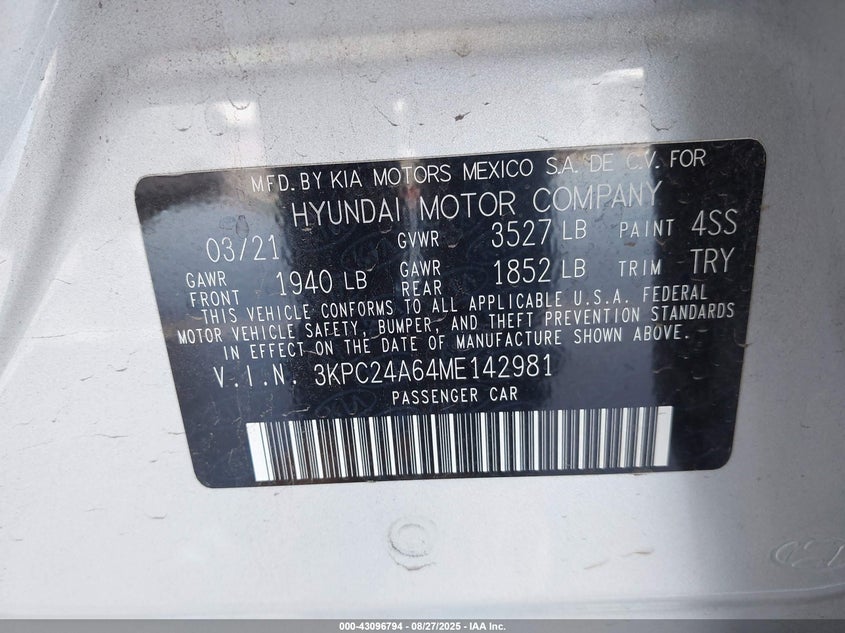 MFD. BY KIA MOTORS MEXICO S.A. DE C.V. FOR
HYUNDAI MOTOR COMPANY
03/21 GVWR 3527 LB PAINT 4SS
GAWR FRONT 1940 LB GAWR REAR 1852 LB TRIM TRY
THIS VEHICLE CONFORMS TO ALL APPLICABLE U.S.A. FEDERAL
MOTOR VEHICLE SAFETY, BUMPER, AND THEFT PREVENTION STANDARDS
IN EFFECT ON THE DATE OF MANUFACTURE SHOWN ABOVE.
V.I.N. 3KPC24A64ME142981
PASSENGER CAR
000-43096794 - 08/27/2025 - IAA Inc.